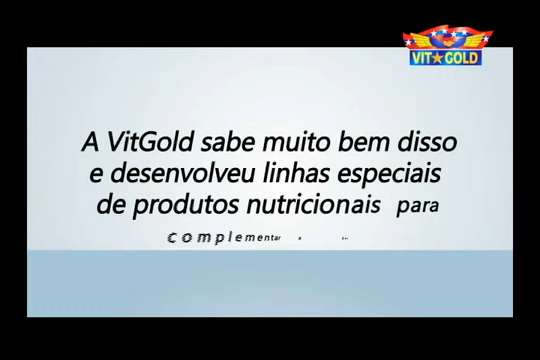 VIT★GOLD
A VitGold sabe muito bem disso
e desenvolveu linhas especiais
de produtos nutricionais para
complementar